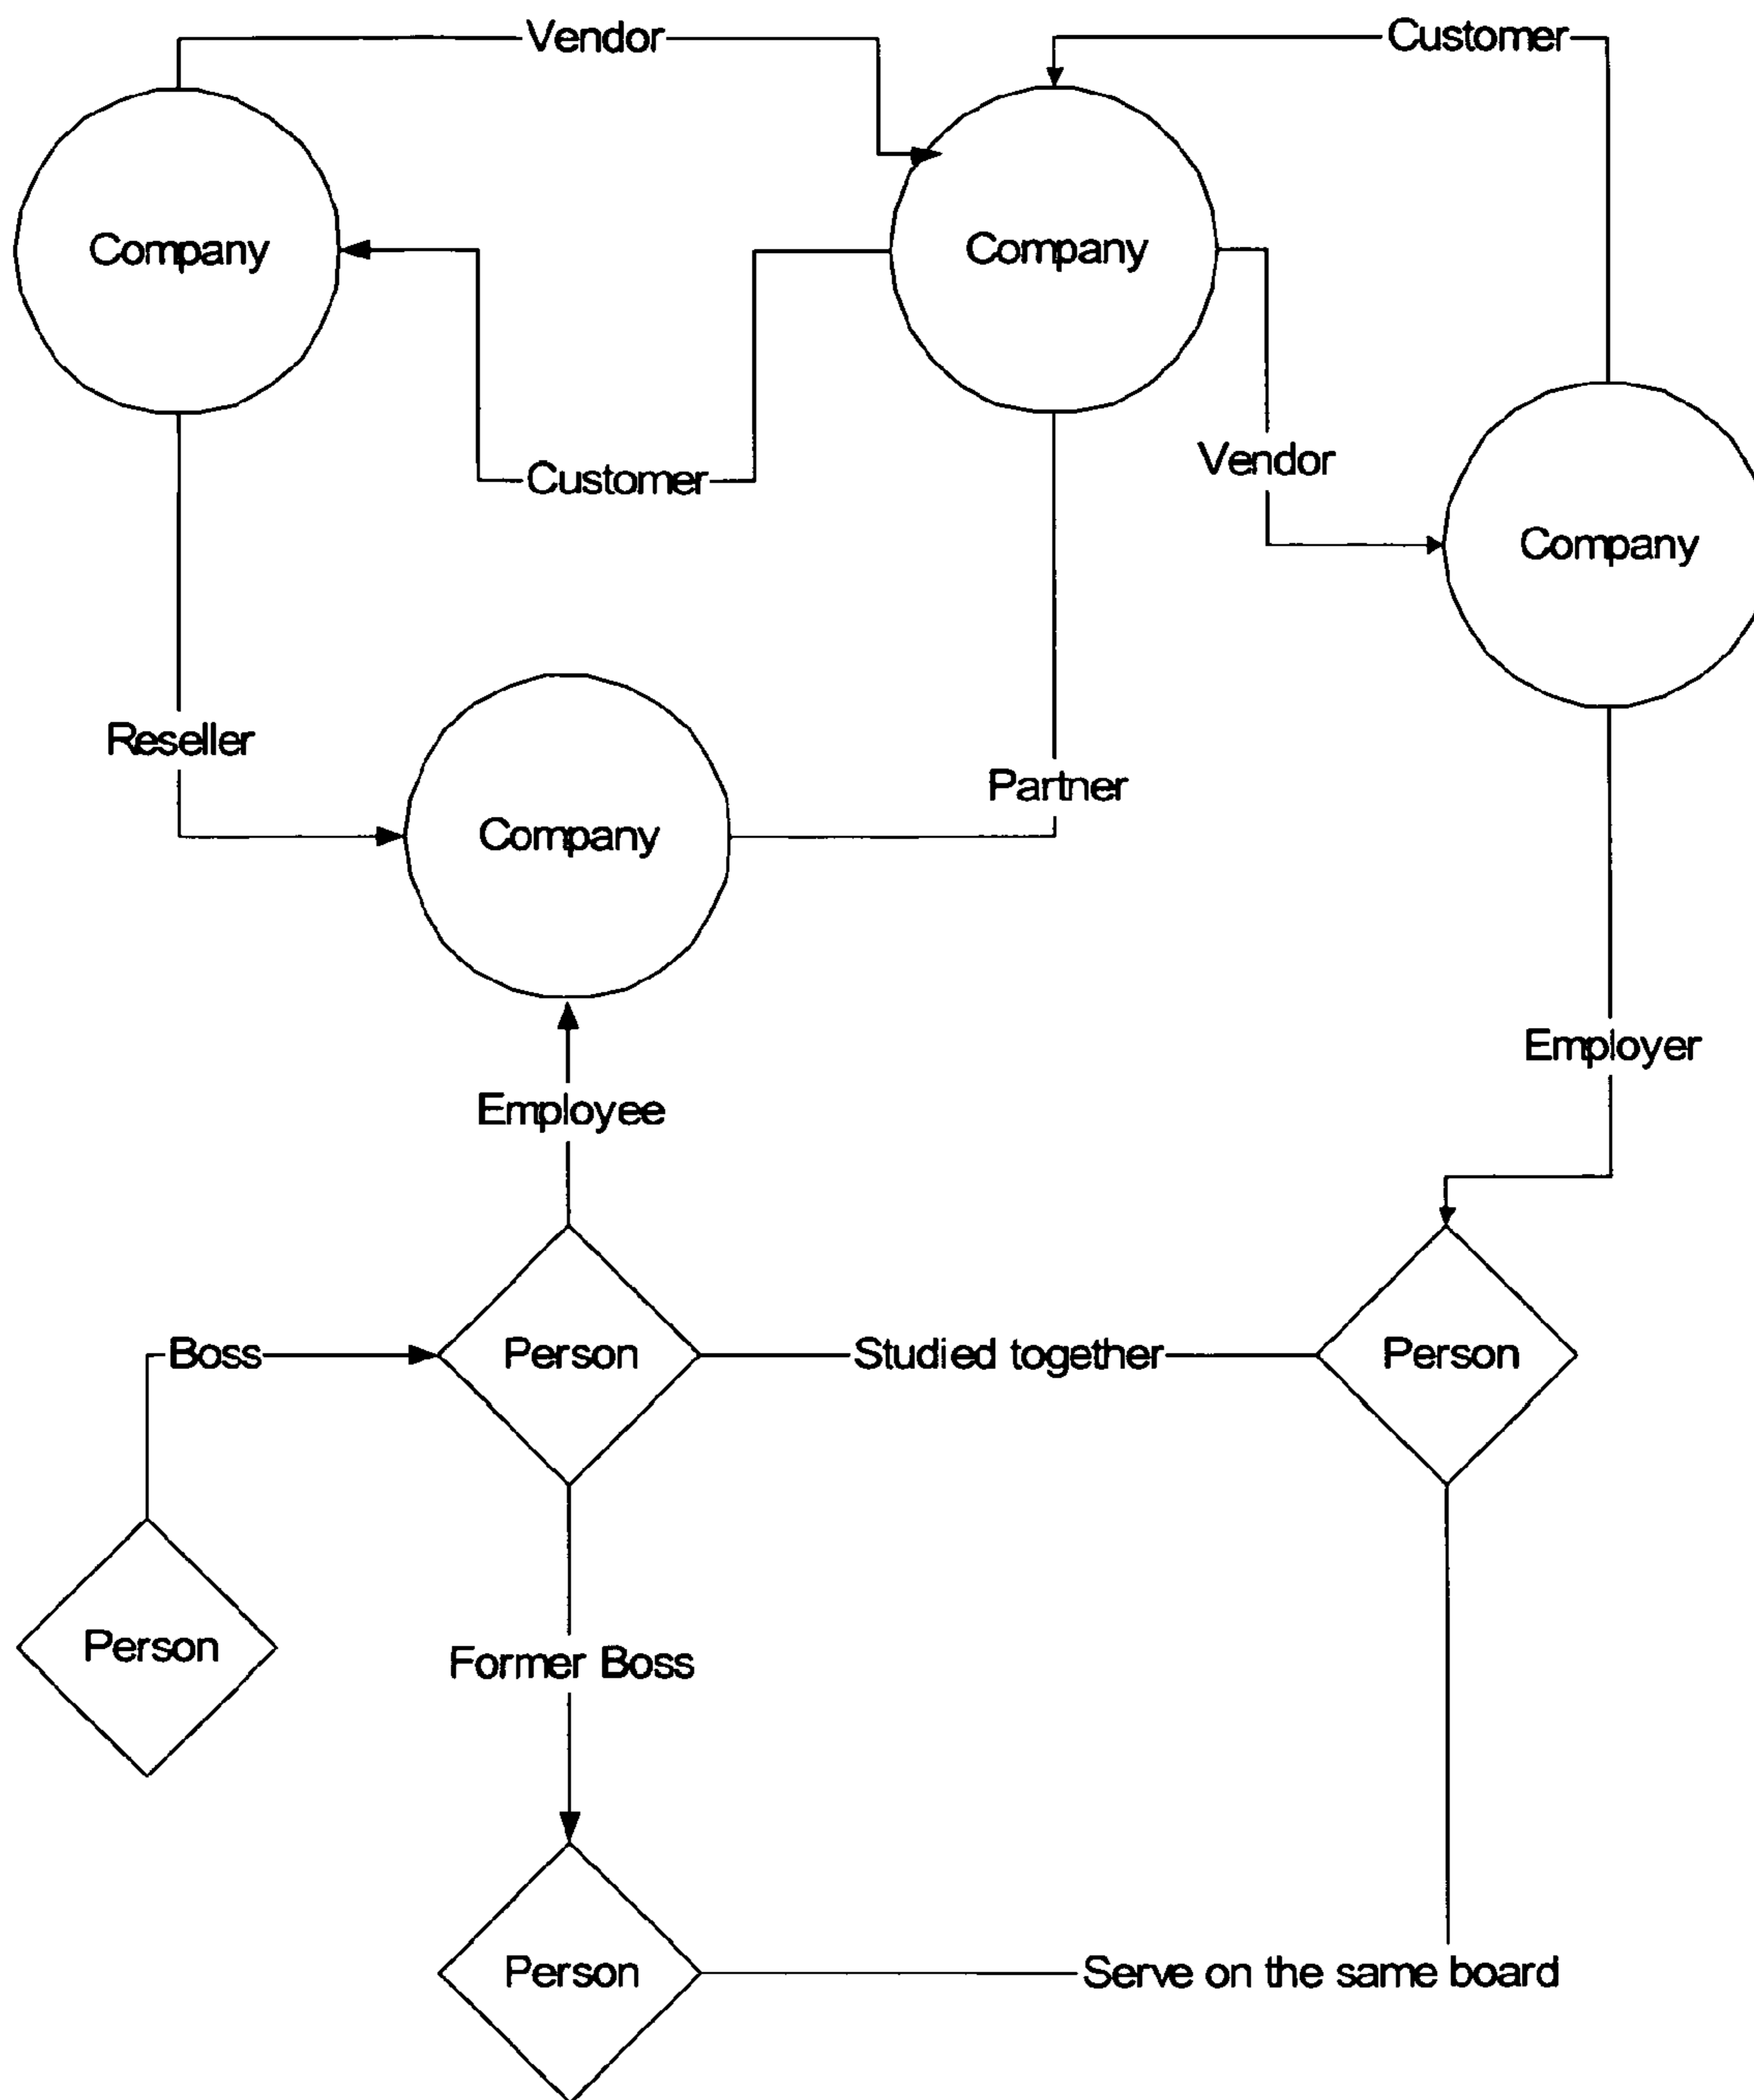 Vendor
Customer
Company
Company
Vendor
Customer
Company
Reseller
Partner
Company
Employer
Employee
Boss
Person
Studied together
Person
Person
Former Boss
Person
Serve on the same board